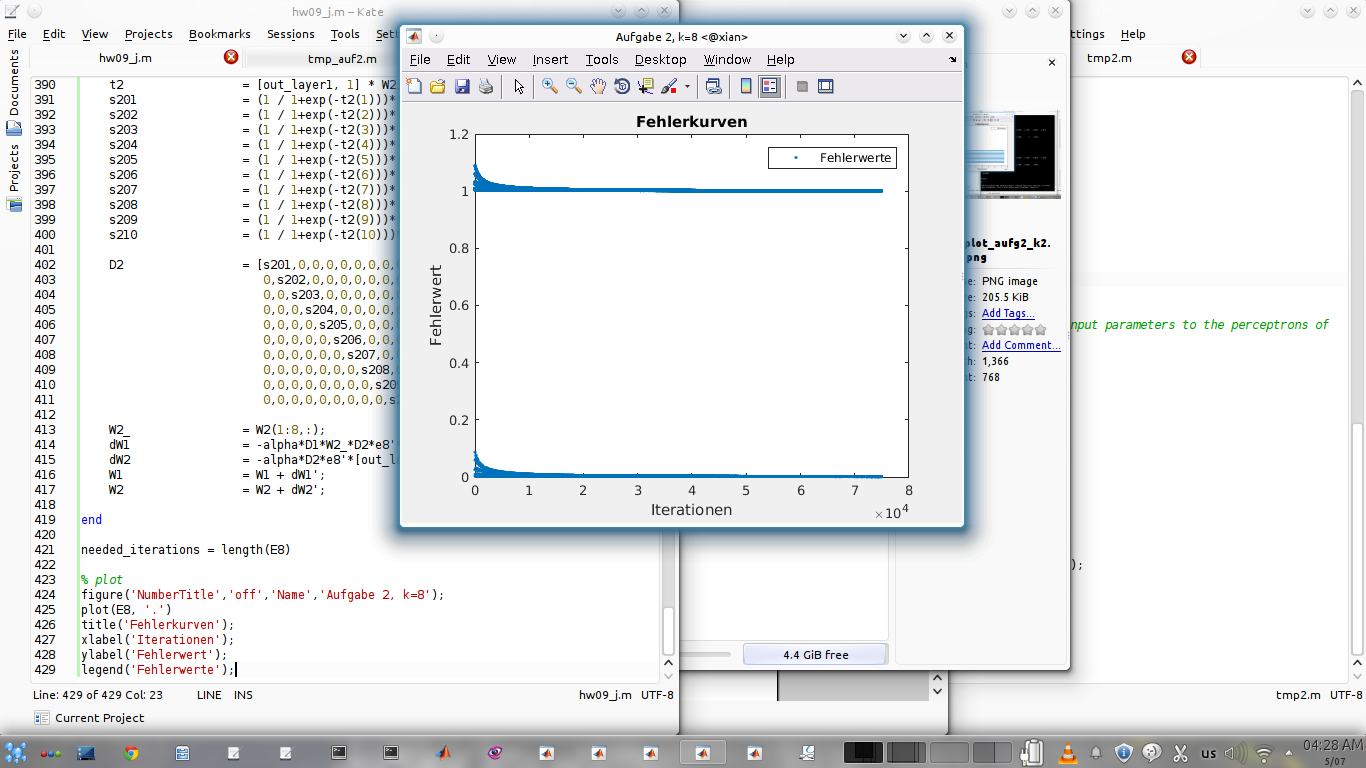 hw09_j.m – Kate
File Edit View Projects Bookmarks Sessions Tools
hw09_j.m
tmp_auf2.m
Documents
Projects
390 t2 = [out_layer1, 1] * W2
391 s201 = (1 / 1+exp(-t2(1)))*
392 s202 = (1 / 1+exp(-t2(2)))*
393 s203 = (1 / 1+exp(-t2(3)))*
394 s204 = (1 / 1+exp(-t2(4)))*
395 s205 = (1 / 1+exp(-t2(5)))*
396 s206 = (1 / 1+exp(-t2(6)))*
397 s207 = (1 / 1+exp(-t2(7)))*
398 s208 = (1 / 1+exp(-t2(8)))*
399 s209 = (1 / 1+exp(-t2(9)))*
400 s210 = (1 / 1+exp(-t2(10)))*
401
402 D2 = [s201,0,0,0,0,0,0,0,
403 0,s202,0,0,0,0,0,0,
404 0,0,s203,0,0,0,0,0,
405 0,0,0,s204,0,0,0,0,
406 0,0,0,0,s205,0,0,0,
407 0,0,0,0,0,s206,0,0,
408 0,0,0,0,0,0,s207,0,
409 0,0,0,0,0,0,0,s208,
410 0,0,0,0,0,0,0,0,s20
411 0,0,0,0,0,0,0,0,0,s
412
413 W2_ = W2(1:8,:);
414 dW1 = -alpha*D1*W2_*D2*e8'
415 dW2 = -alpha*D2*e8'*[out_l
416 W1 = W1 + dW1';
417 W2 = W2 + dW2';
418
419 end
420
421 needed_iterations = length(E8)
422
423 % plot
424 figure('NumberTitle','off','Name','Aufgabe 2, k=8');
425 plot(E8, '.')
426 title('Fehlerkurven');
427 xlabel('Iterationen');
428 ylabel('Fehlerwert');
429 legend('Fehlerwerte');
Line: 429 of 429 Col: 23 LINE INS hw09_j.m UTF-8
Current Project
Aufgabe 2, k=8 <@xian>
File Edit View Insert Tools Desktop Window Help
Fehlerkurven
Fehlerwerte
1.2
1
0.8
0.6
0.4
0.2
0
Fehlerwert
0 1 2 3 4 5 6 7 8
×10⁴
Iterationen
plot_aufg2_k2.
png
PNG image
205.5 KiB
Add Tags...
Add Comment...
1,366
768
4.4 GiB free
ttings Help
tmp2.m
nput parameters to the perceptrons of
);
tmp2.m UTF-8
us
04:28 AM
5/07